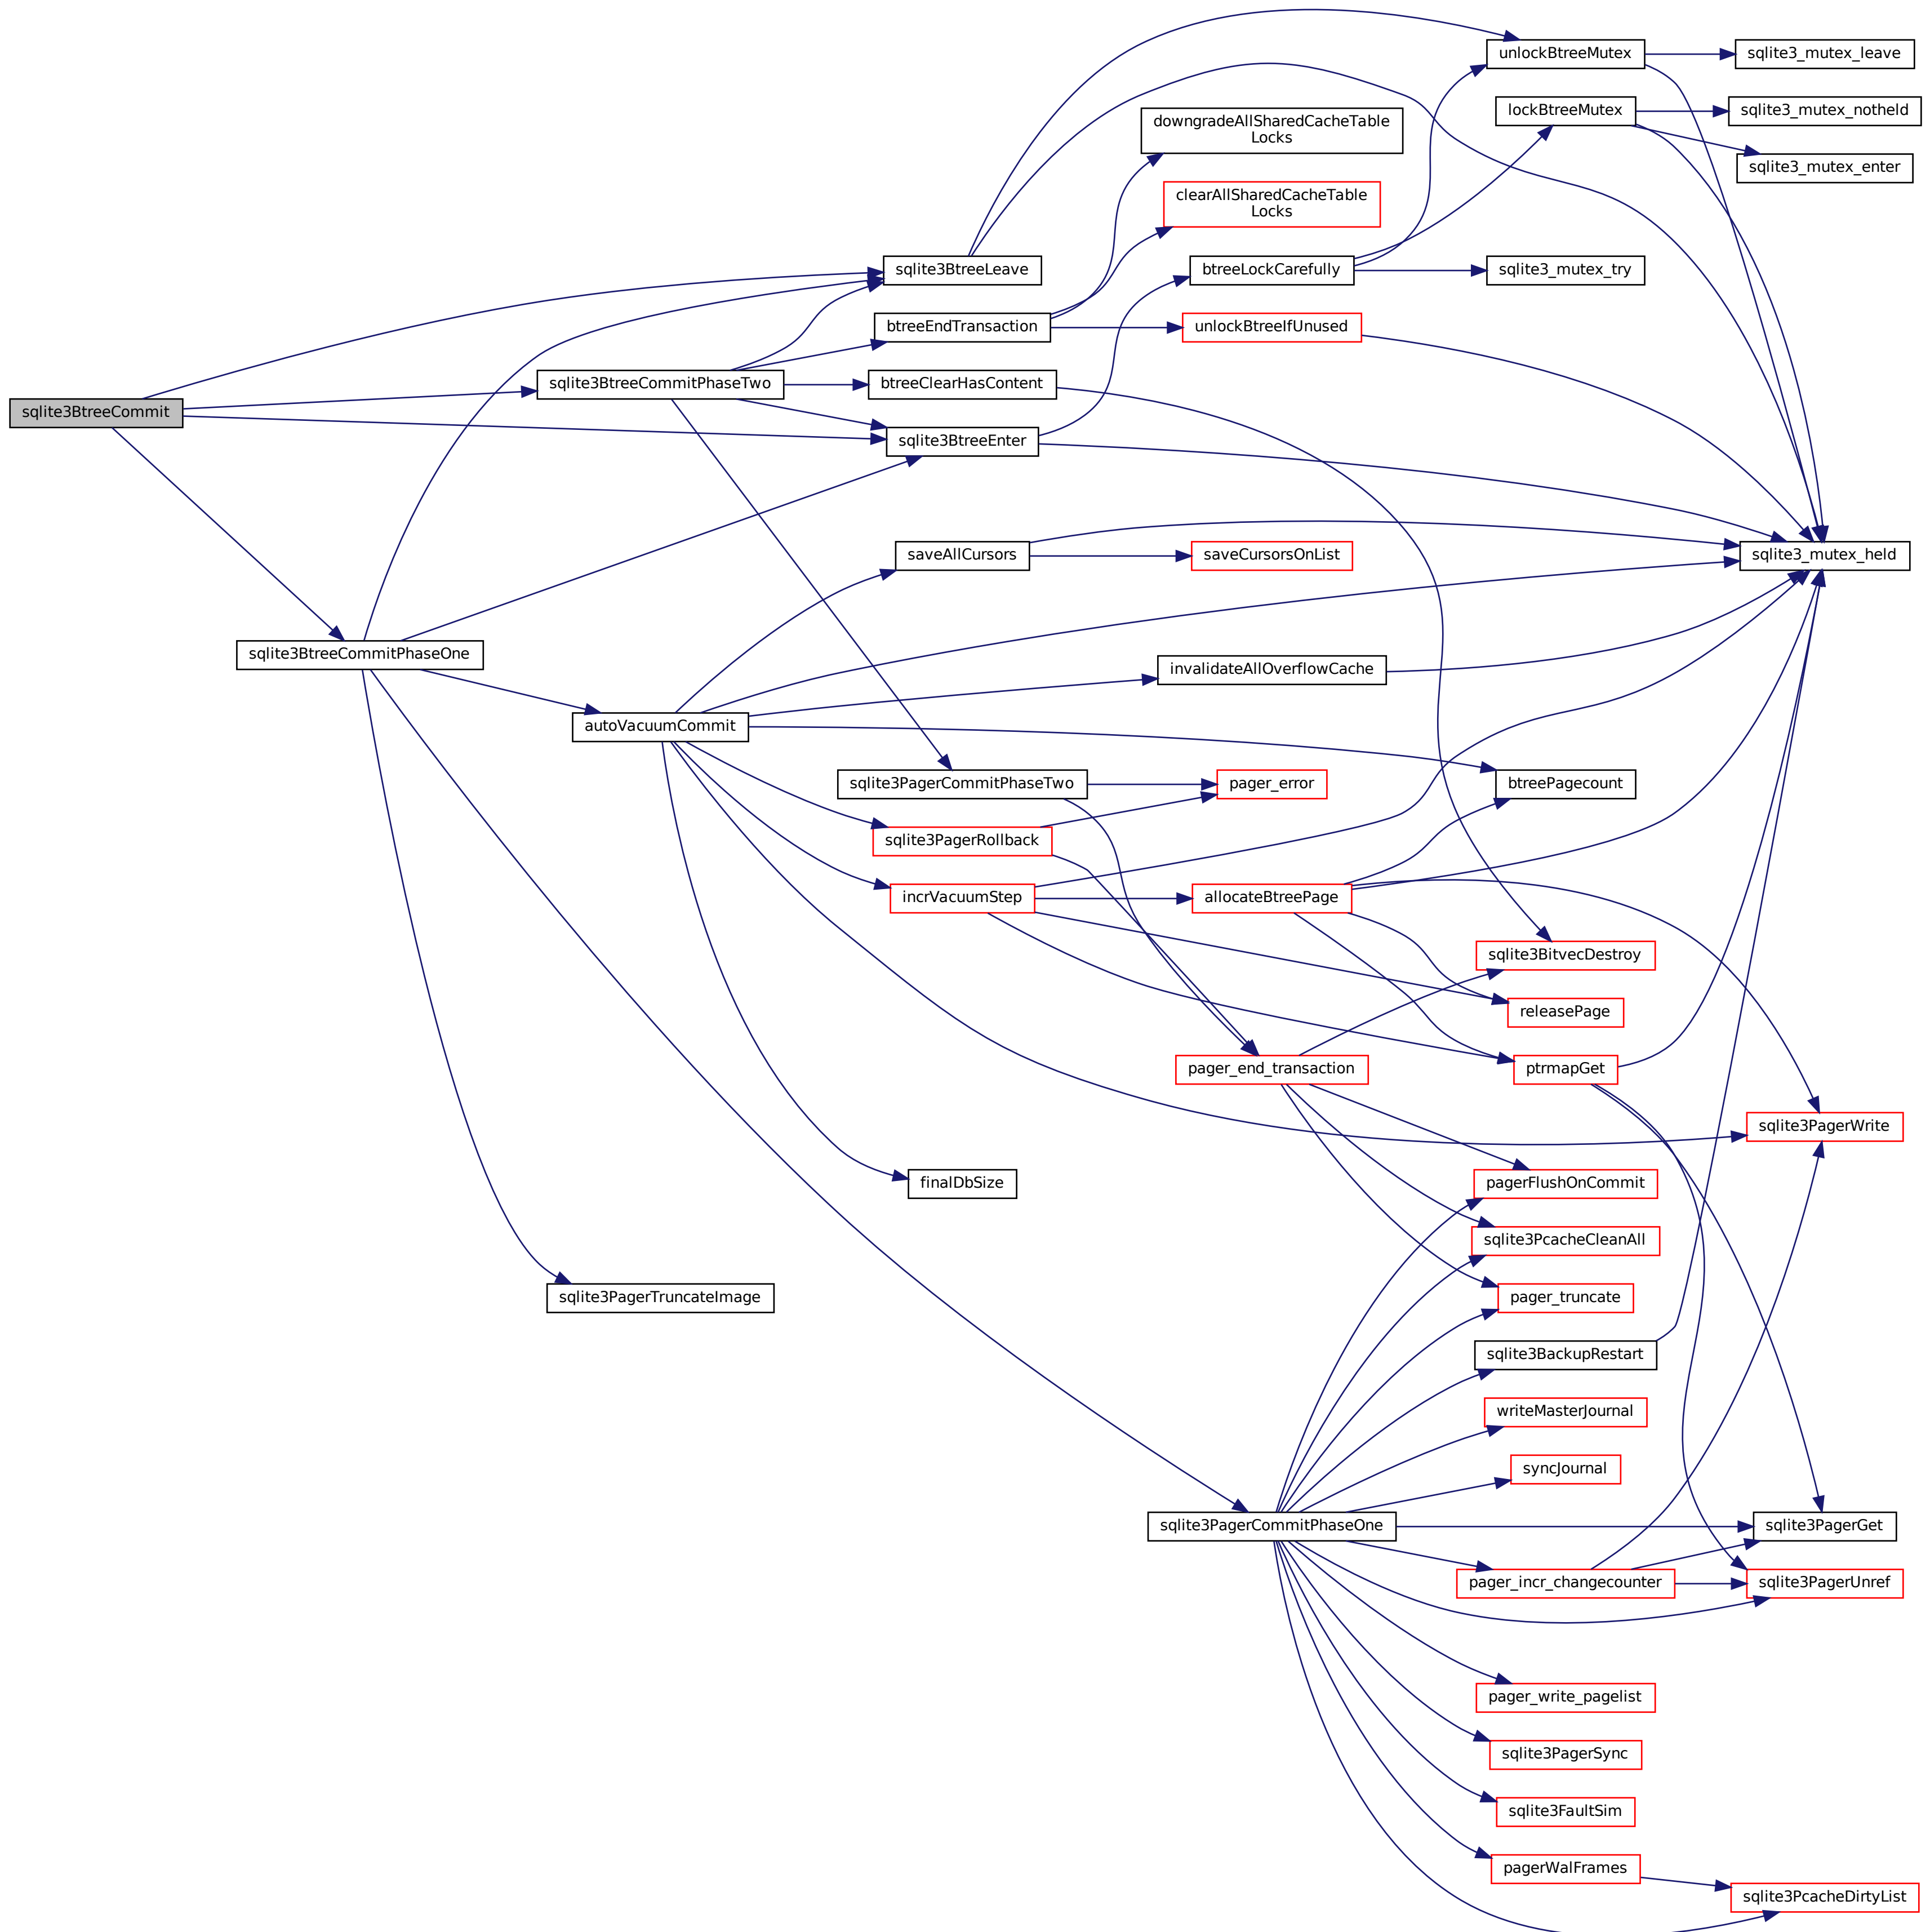 unlockBtreeMutex
sqlite3_mutex_leave
lockBtreeMutex
sqlite3_mutex_notheld
downgradeAllSharedCacheTable
Locks
sqlite3_mutex_enter
clearAllSharedCacheTable
Locks
sqlite3BtreeLeave
btreeLockCarefully
sqlite3_mutex_try
btreeEndTransaction
unlockBtreeIfUnused
sqlite3BtreeCommitPhaseTwo
btreeClearHasContent
sqlite3BtreeCommit
sqlite3BtreeEnter
saveAllCursors
saveCursorsOnList
sqlite3_mutex_held
sqlite3BtreeCommitPhaseOne
invalidateAllOverflowCache
autoVacuumCommit
sqlite3PagerCommitPhaseTwo
pager_error
btreePagecount
sqlite3PagerRollback
incrVacuumStep
allocateBtreePage
sqlite3BitvecDestroy
releasePage
pager_end_transaction
ptrmapGet
sqlite3PagerWrite
finalDbSize
pagerFlushOnCommit
sqlite3PcacheCleanAll
sqlite3PagerTruncateImage
pager_truncate
sqlite3BackupRestart
writeMasterJournal
syncJournal
sqlite3PagerCommitPhaseOne
sqlite3PagerGet
pager_incr_changecounter
sqlite3PagerUnref
pager_write_pagelist
sqlite3PagerSync
sqlite3FaultSim
pagerWalFrames
sqlite3PcacheDirtyList